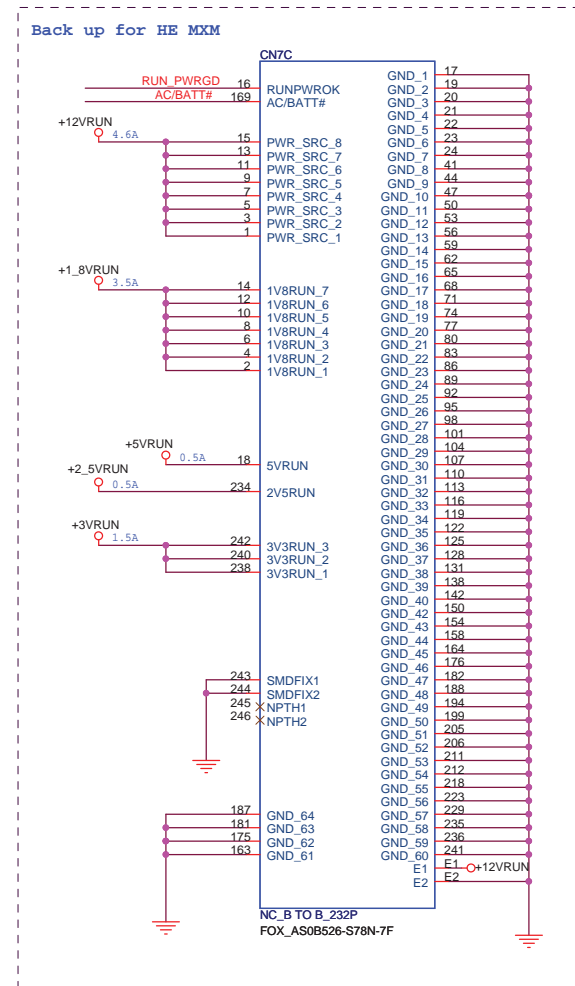 Back up for HE MXM
CN7C
RUN_PWRGD 16 RUNPWROK
AC/BATT# 169 AC/BATT#
+12VRUN
4.6A
15 PWR_SRC_8
13 PWR_SRC_7
11 PWR_SRC_6
9 PWR_SRC_5
7 PWR_SRC_4
5 PWR_SRC_3
3 PWR_SRC_2
1 PWR_SRC_1
+1_8VRUN
3.5A
14 1V8RUN_7
12 1V8RUN_6
10 1V8RUN_5
8 1V8RUN_4
6 1V8RUN_3
4 1V8RUN_2
2 1V8RUN_1
+5VRUN
0.5A
18 5VRUN
+2_5VRUN
0.5A
234 2V5RUN
+3VRUN
1.5A
242 3V3RUN_3
240 3V3RUN_2
238 3V3RUN_1
243 SMDFIX1
244 SMDFIX2
245 NPTH1
246 NPTH2
187 GND_64
181 GND_63
175 GND_62
163 GND_61
GND_1 17
GND_2 19
GND_3 20
GND_4 21
GND_5 22
GND_6 23
GND_7 24
GND_8 41
GND_9 44
GND_10 47
GND_11 50
GND_12 53
GND_13 56
GND_14 59
GND_15 62
GND_16 65
GND_17 68
GND_18 71
GND_19 74
GND_20 77
GND_21 80
GND_22 83
GND_23 86
GND_24 89
GND_25 92
GND_26 95
GND_27 98
GND_28 101
GND_29 104
GND_30 107
GND_31 110
GND_32 113
GND_33 116
GND_34 119
GND_35 122
GND_36 125
GND_37 128
GND_38 131
GND_39 138
GND_40 142
GND_42 150
GND_43 154
GND_44 158
GND_45 164
GND_46 176
GND_47 182
GND_48 188
GND_49 194
GND_50 199
GND_51 205
GND_52 206
GND_53 211
GND_54 212
GND_55 218
GND_56 223
GND_57 229
GND_58 235
GND_59 236
GND_60 241
E1 E1 +12VRUN
E2 E2
NC_B TO B_232P
FOX_AS0B526-S78N-7F